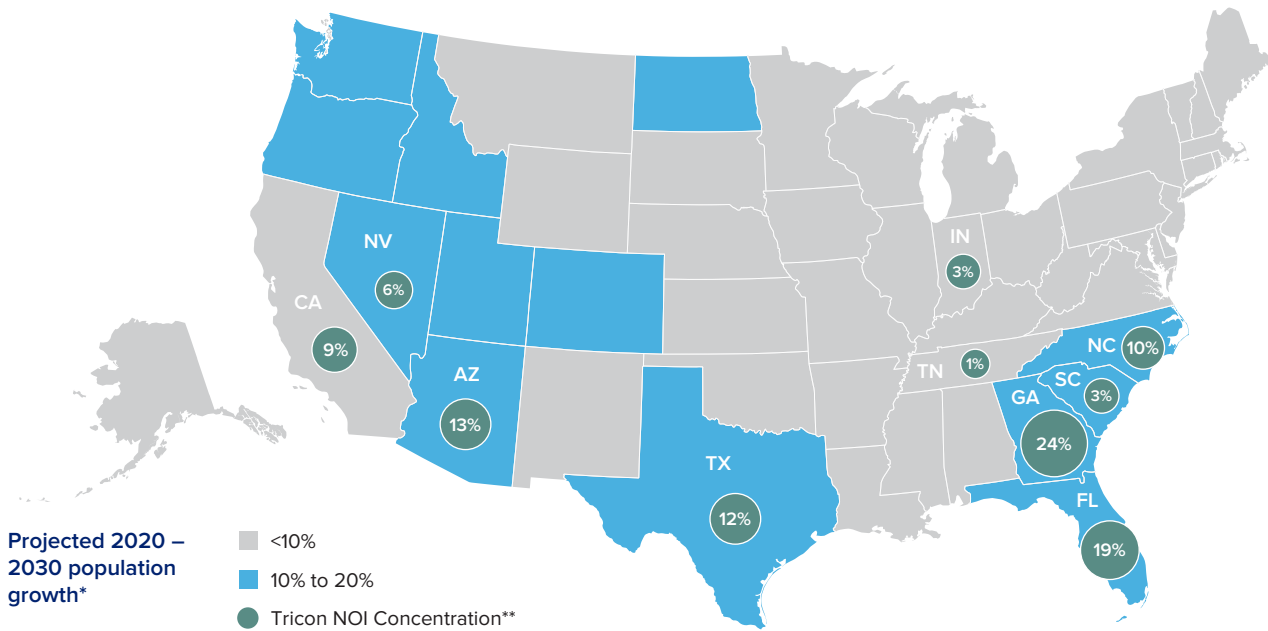 NV
6%
CA
9%
AZ
13%
TX
12%
IN
3%
TN
1%
NC
10%
SC
3%
GA
24%
FL
19%
Projected 2020 –
2030 population
growth*
<10%
10% to 20%
Tricon NOI Concentration**